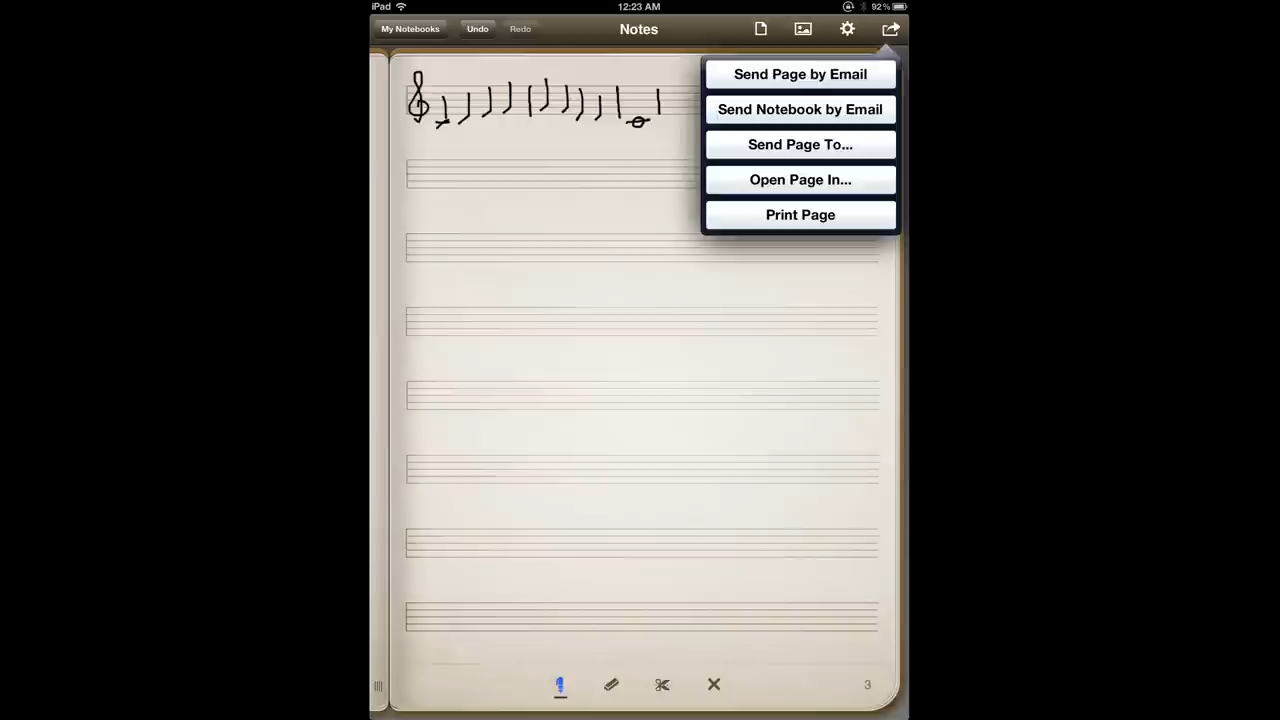 iPad 12:23 AM 92%
My Notebooks Undo Redo Notes
Send Page by Email
Send Notebook by Email
Send Page To...
Open Page In...
Print Page
3